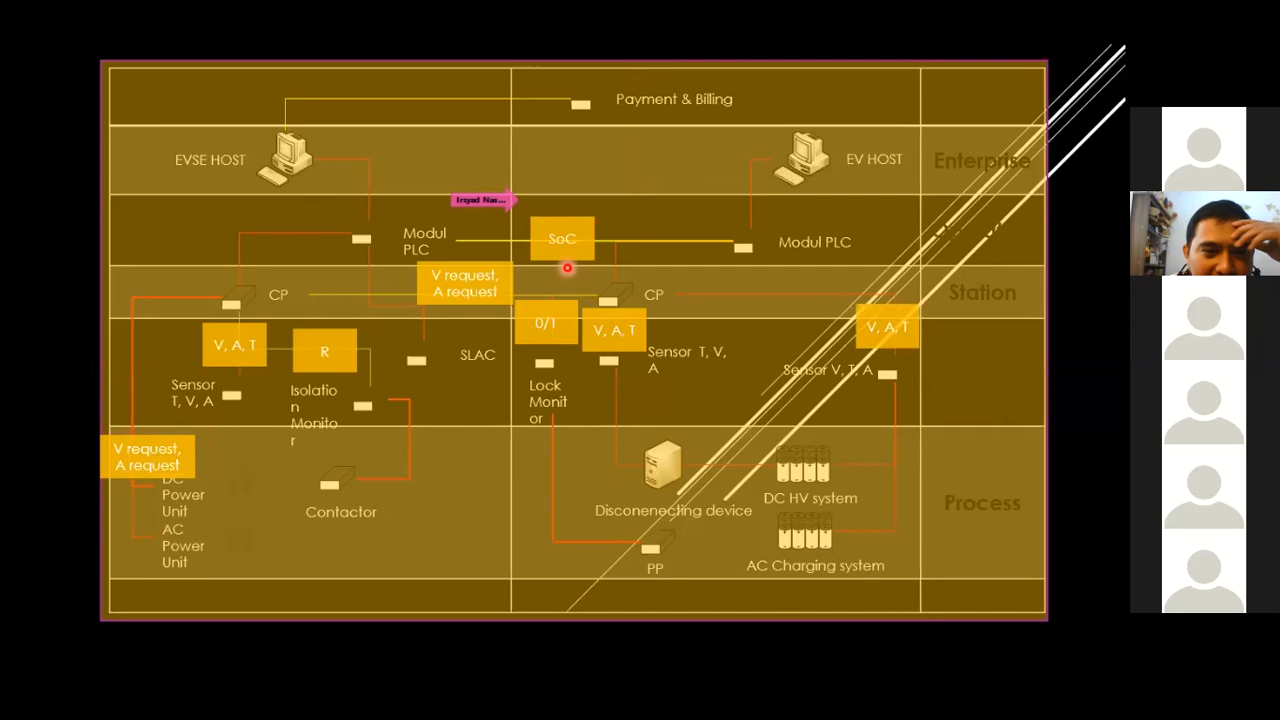 Payment & Billing
EVSE HOST
EV HOST
Enterprise
Irsyad Nas...
Modul
PLC
SoC
Modul PLC
V request,
A request
CP
CP
Station
V, A, T
R
0/1
V, A, T
V, A, T
Sensor T, V,
A
SLAC
Sensor V, T, A
Sensor
T, V, A
Isolatio
n
Monito
r
Lock
Monit
or
V request,
A request
DC
Power
Unit
AC
Power
Unit
Contactor
Disconenecting device
DC HV system
Process
PP
AC Charging system